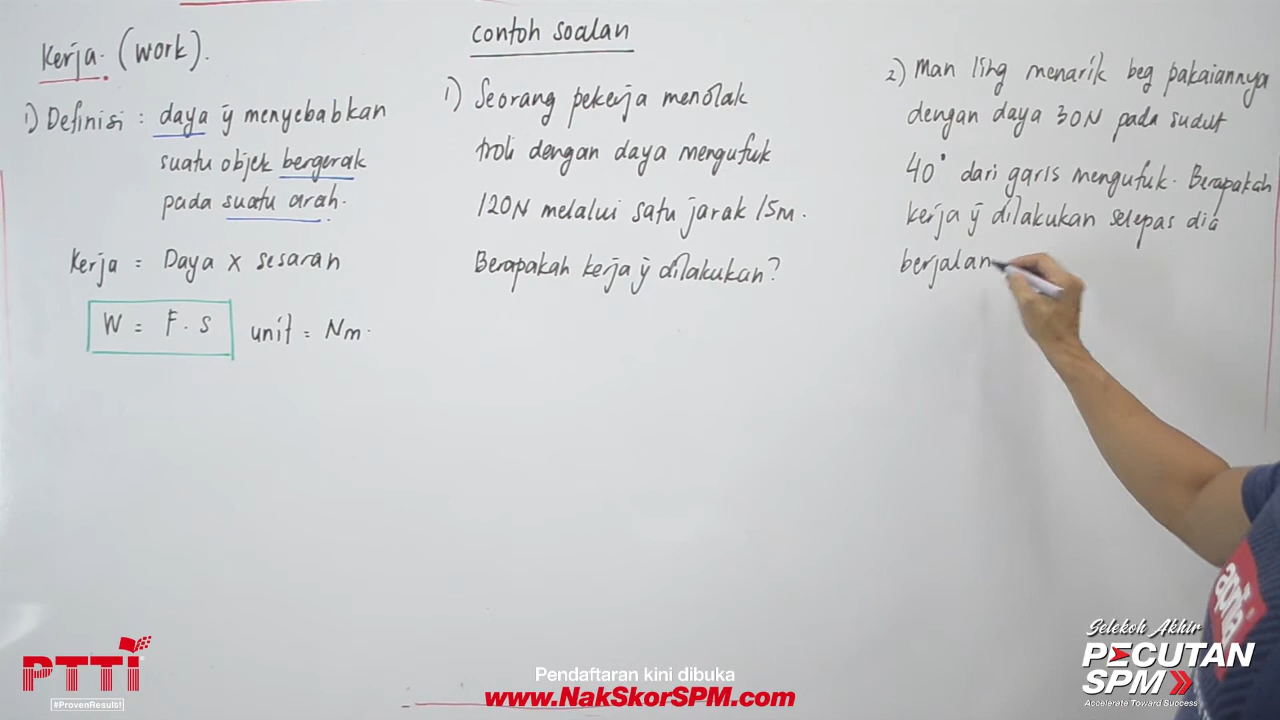 Kerja. (Work).
1) Definisi : daya ȳ menyebabkan
suatu objek bergerak
pada suatu arah.
Kerja = Daya x sesaran
W = F . s
unit = Nm.
contoh soalan
1) Seorang pekerja menolak
troli dengan daya mengufuk
120N melalui satu jarak 15m.
Berapakah kerja ȳ dilakukan?
2) Man Ling menarik beg pakaiannya
dengan daya 30N pada sudut
40° dari garis mengufuk. Berapakah
kerja ȳ dilakukan selepas dia
berjalan
PTTI
#ProvenResult!
Pendaftaran kini dibuka
www.NakSkorSPM.com
Selekoh Akhir
PECUTAN
SPM
Accelerate Toward Success